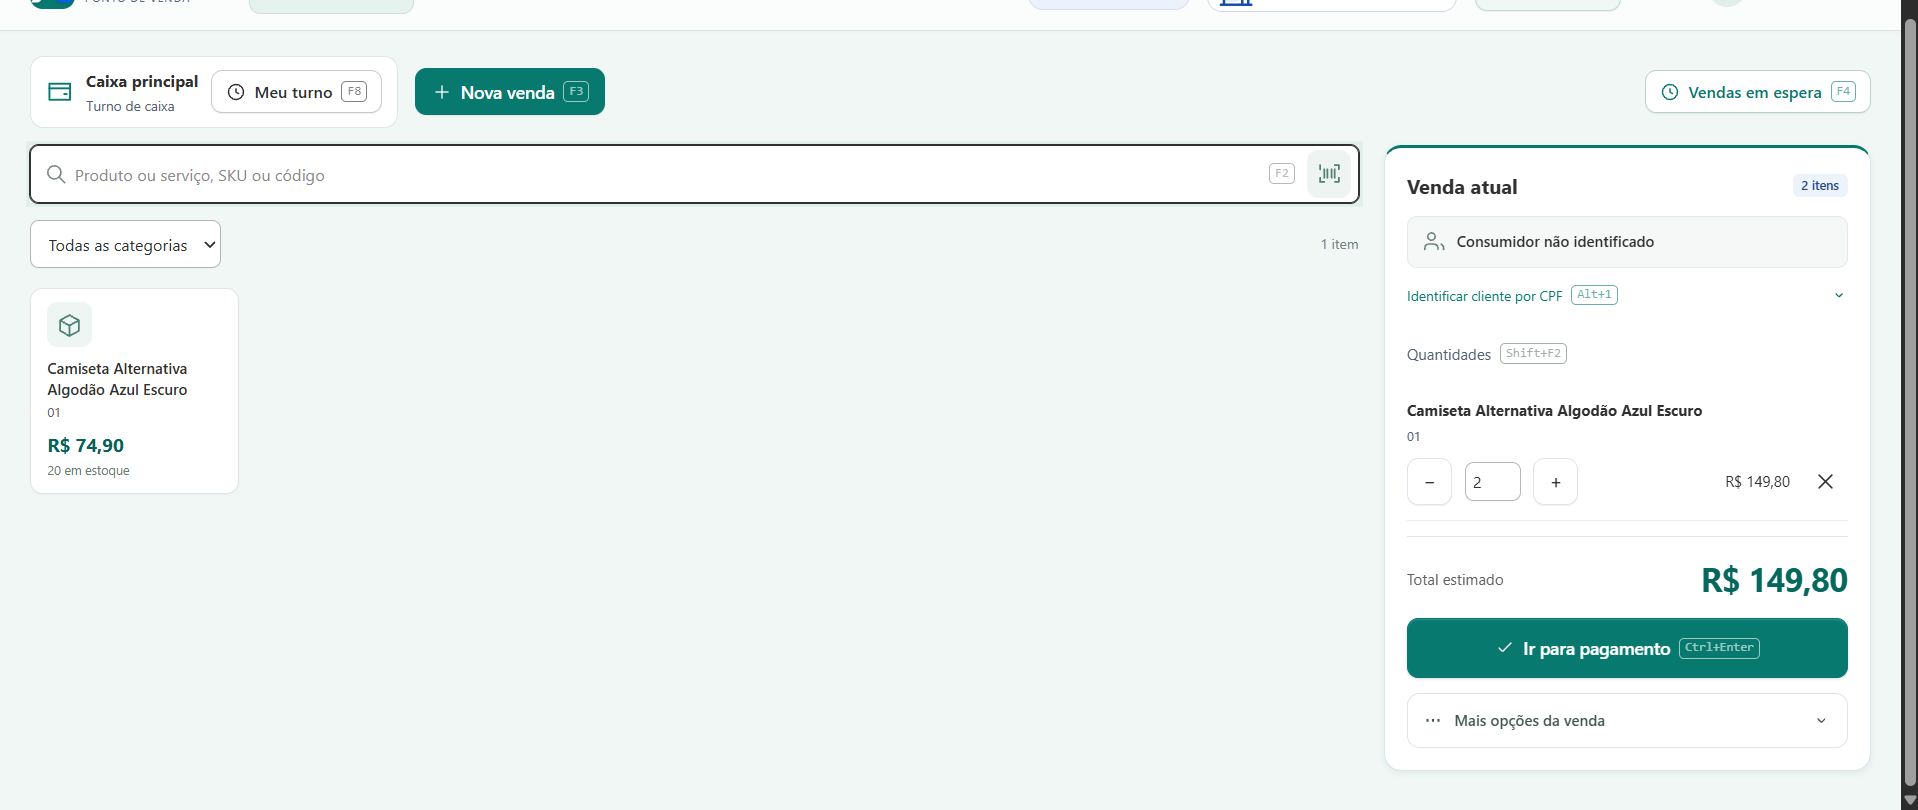 PONTO DE VENDA
Caixa principal
Turno de caixa
Meu turno F8
Nova venda F3
Vendas em espera F4
Produto ou serviço, SKU ou código F2
Todas as categorias
1 item
Camiseta Alternativa
Algodão Azul Escuro
01
R$ 74,90
20 em estoque
Venda atual
2 itens
Consumidor não identificado
Identificar cliente por CPF Alt+1
Quantidades Shift+F2
Camiseta Alternativa Algodão Azul Escuro
01
− 2 + R$ 149,80
Total estimado R$ 149,80
Ir para pagamento Ctrl+Enter
Mais opções da venda